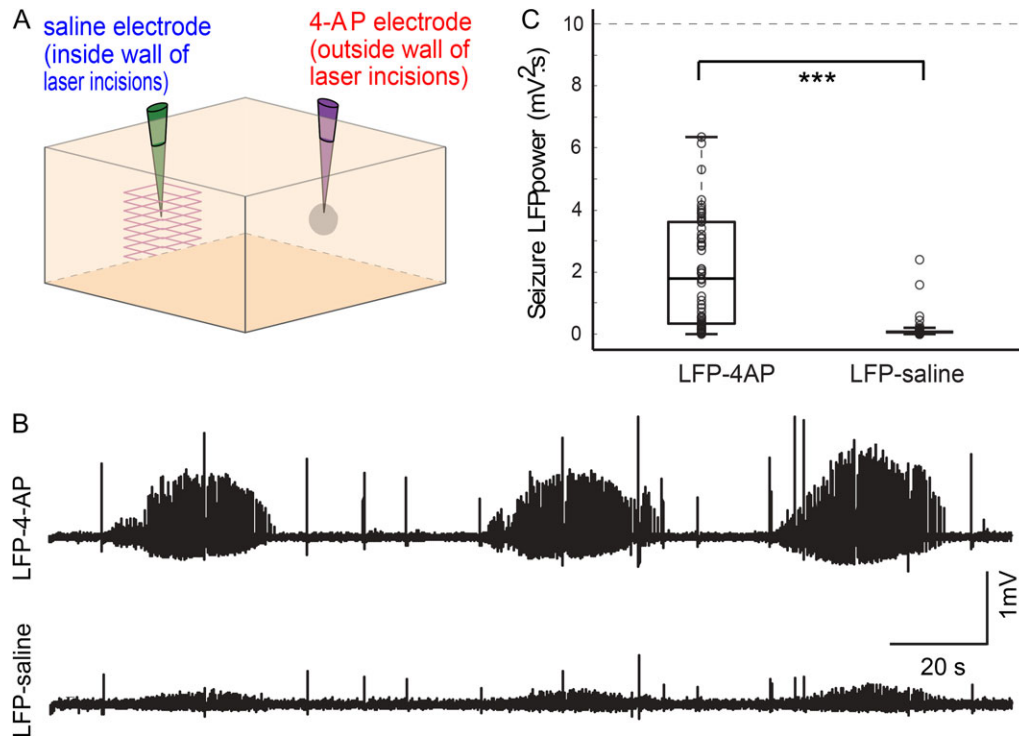 A
saline electrode
(inside wall of
laser incisions)
4-AP electrode
(outside wall of
laser incisions)
C
Seizure LFPpower (mV²·s)
10
8
6
4
2
0
***
LFP-4AP
LFP-saline
B
LFP-4-AP
LFP-saline
1mV
20 s